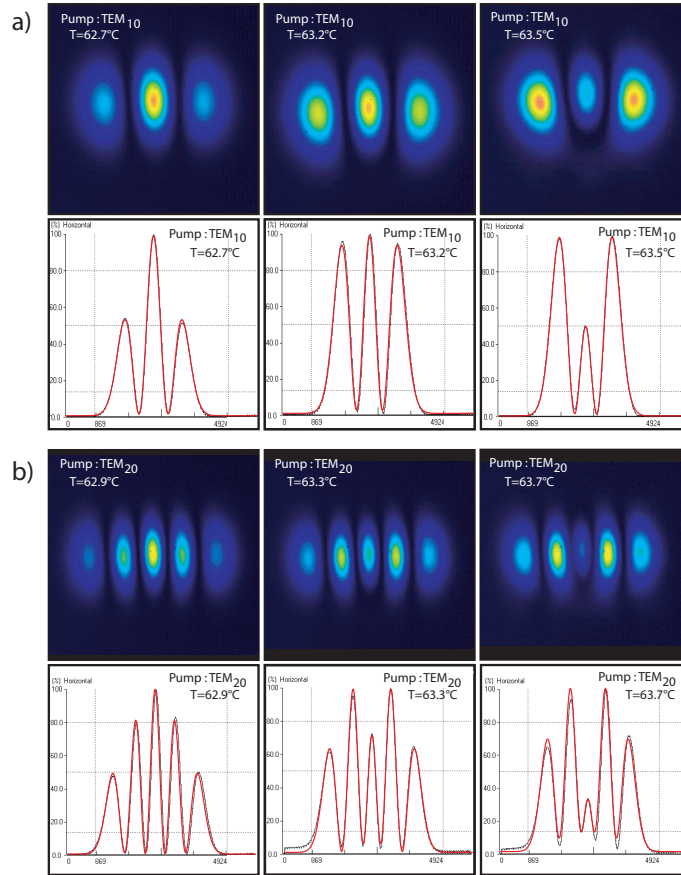 a)
Pump : TEM10
T=62.7°C
Pump : TEM10
T=63.2°C
Pump : TEM10
T=63.5°C
[%] Horizontal
Pump : TEM10
T=62.7°C
100
80.0
60.0
40.0
20.0
0.0
0 869 4924
[%] Horizontal
Pump : TEM10
T=63.2°C
100
80.0
60.0
40.0
20.0
0.0
0 869 4924
[%] Horizontal
Pump : TEM10
T=63.5°C
100
80.0
60.0
40.0
20.0
0.0
0 869 4924
b)
Pump : TEM20
T=62.9°C
Pump : TEM20
T=63.3°C
Pump : TEM20
T=63.7°C
[%] Horizontal
Pump : TEM20
T=62.9°C
100
80.0
60.0
40.0
20.0
0.0
0 869 4924
[%] Horizontal
Pump : TEM20
T=63.3°C
100
80.0
60.0
40.0
20.0
0.0
0 869 4924
[%] Horizontal
Pump : TEM20
T=63.7°C
100
80.0
60.0
40.0
20.0
0.0
0 869 4924